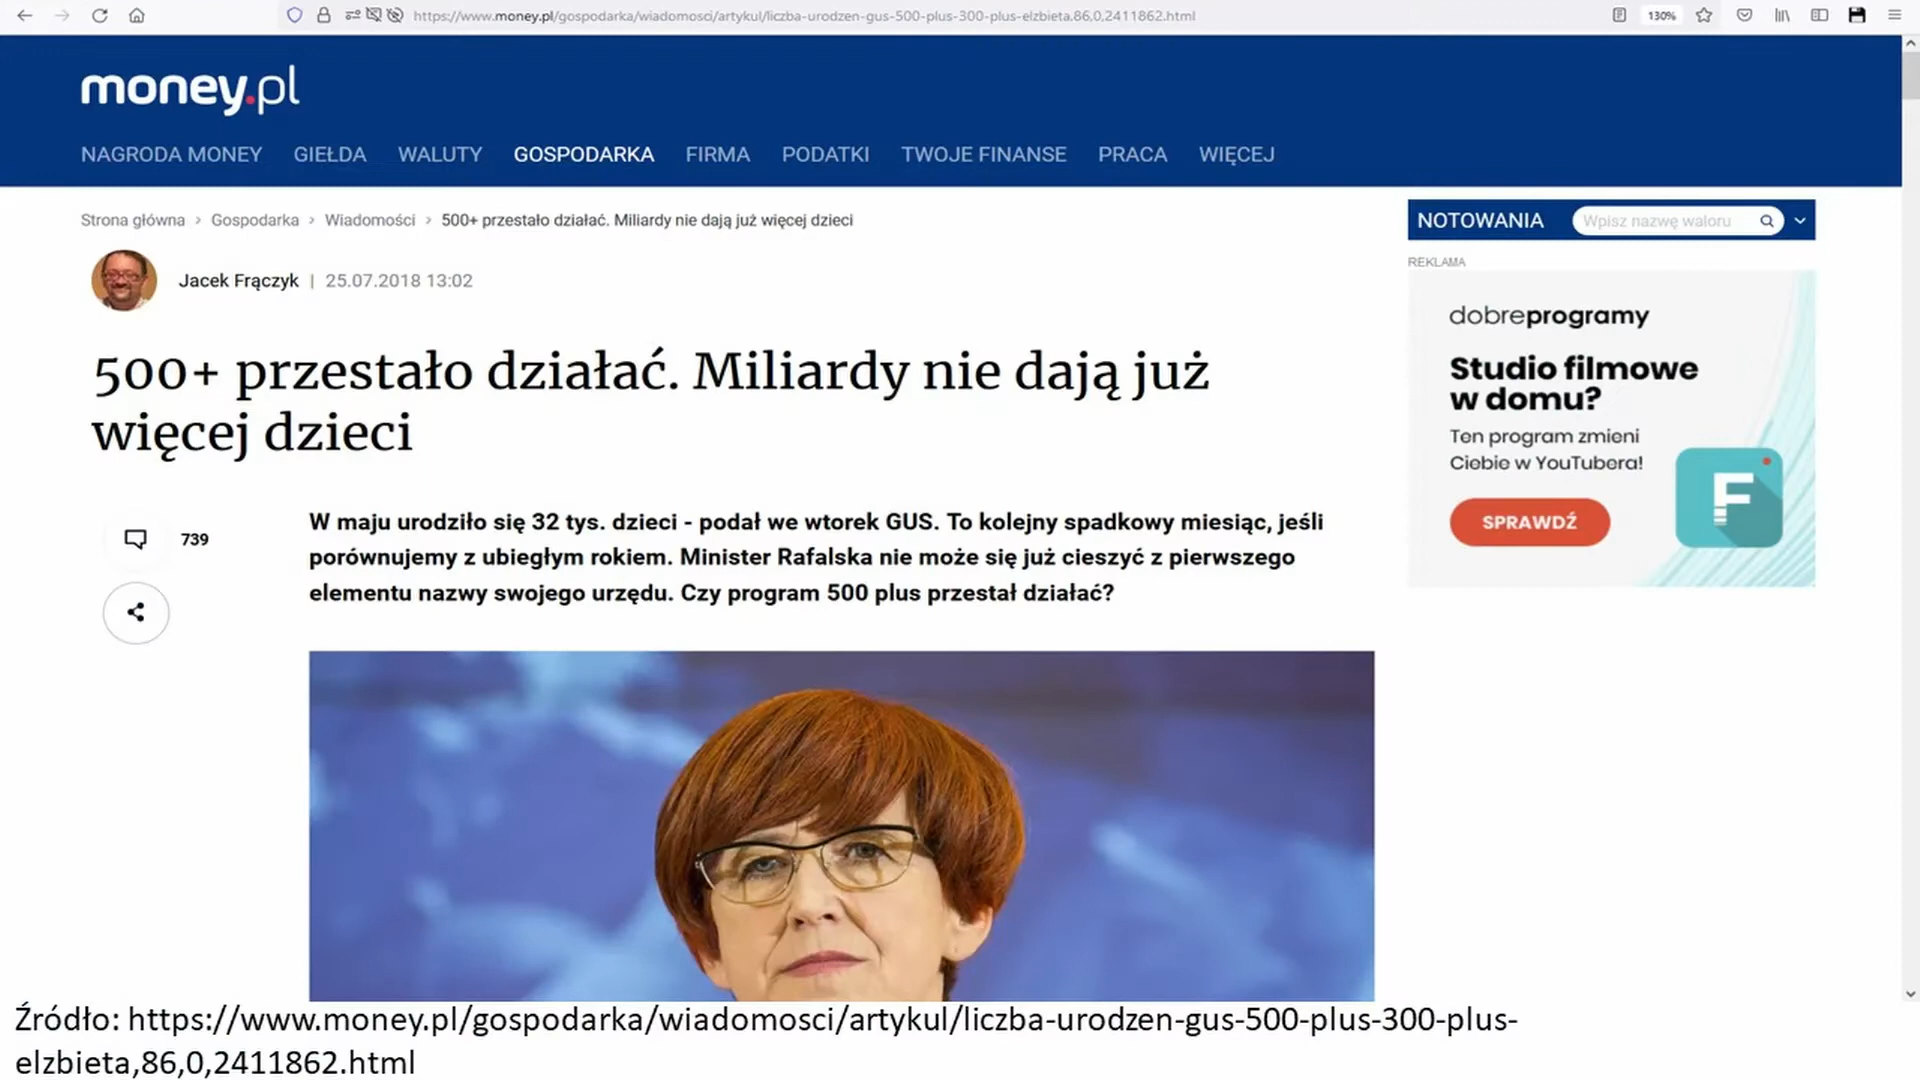 https://www.money.pl/gospodarka/wiadomosci/artykul/liczba-urodzen-gus-500-plus-300-plus-elzbieta,86,0,2411862.html
130%
money.pl
NAGRODA MONEY GIEŁDA WALUTY GOSPODARKA FIRMA PODATKI TWOJE FINANSE PRACA WIĘCEJ
Strona główna > Gospodarka > Wiadomości > 500+ przestało działać. Miliardy nie dają już więcej dzieci
NOTOWANIA Wpisz nazwę waloru
Jacek Frączyk | 25.07.2018 13:02
500+ przestało działać. Miliardy nie dają już
więcej dzieci
739
W maju urodziło się 32 tys. dzieci - podał we wtorek GUS. To kolejny spadkowy miesiąc, jeśli
porównujemy z ubiegłym rokiem. Minister Rafalska nie może się już cieszyć z pierwszego
elementu nazwy swojego urzędu. Czy program 500 plus przestał działać?
REKLAMA
dobreprogramy
Studio filmowe
w domu?
Ten program zmieni
Ciebie w YouTubera!
SPRAWDŹ
F
Źródło: https://www.money.pl/gospodarka/wiadomosci/artykul/liczba-urodzen-gus-500-plus-300-plus-
elzbieta,86,0,2411862.html